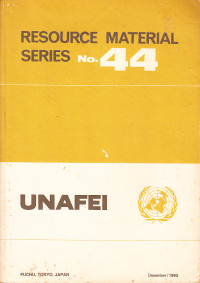 RESOURCE MATERIAL
SERIES No. 44
UNAFEI
FUCHU, TOKYO, JAPAN
December/1993